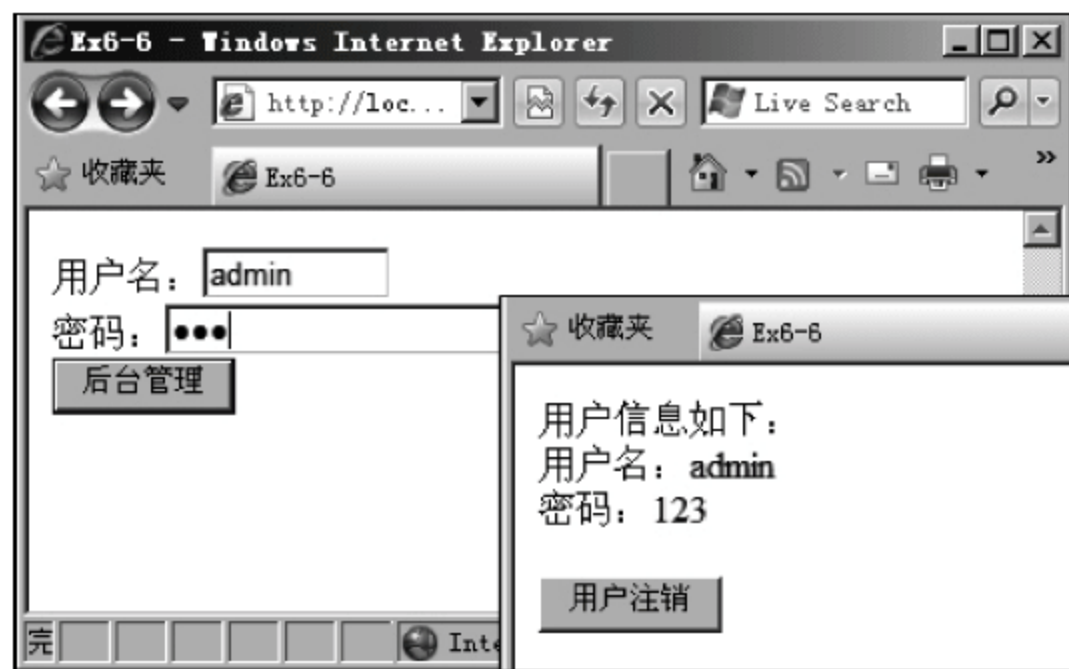 Ex6-6 - Windows Internet Explorer
http://loc...
Live Search
收藏夹
Ex6-6
»
用户名：admin
密码：●●●
后台管理
完
Inte
收藏夹
Ex6-6
用户信息如下：
用户名：admin
密码：123
用户注销